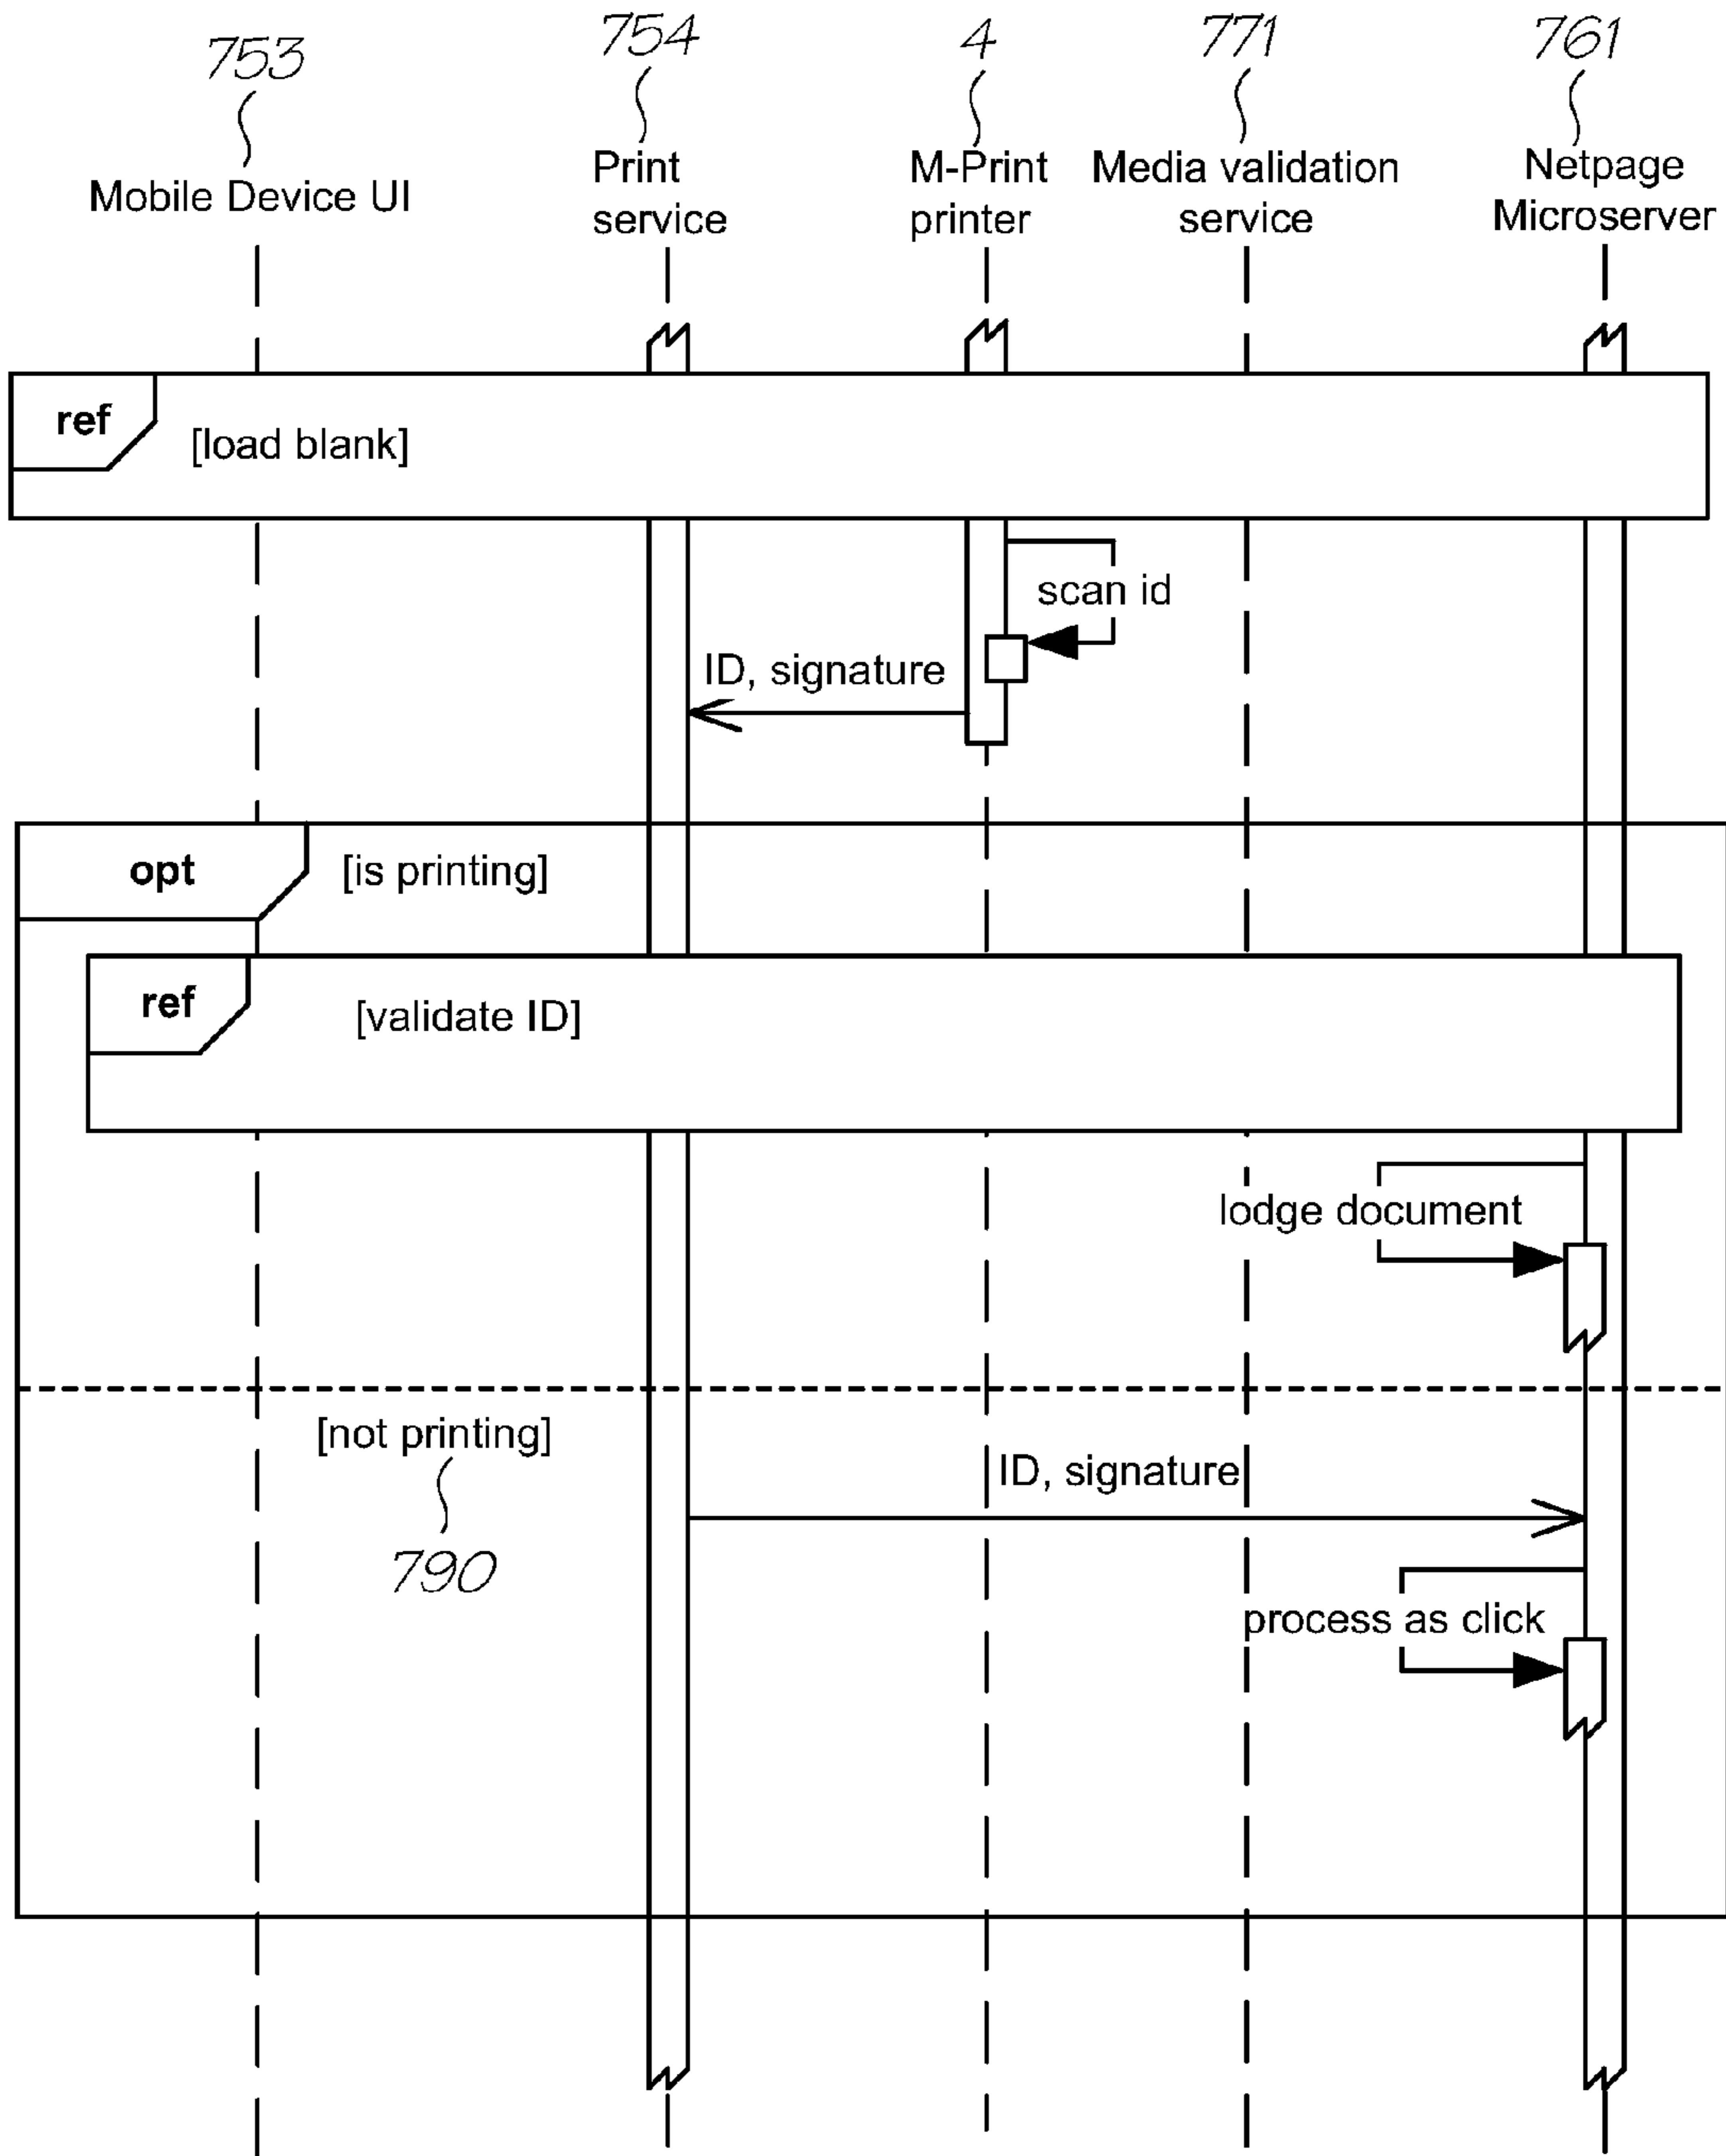 753
754
4
771
761
Mobile Device UI
Print
service
M-Print
printer
Media validation
service
Netpage
Microserver
ref
[load blank]
scan id
ID, signature
opt
[is printing]
ref
[validate ID]
lodge document
[not printing]
ID, signature
790
process as click